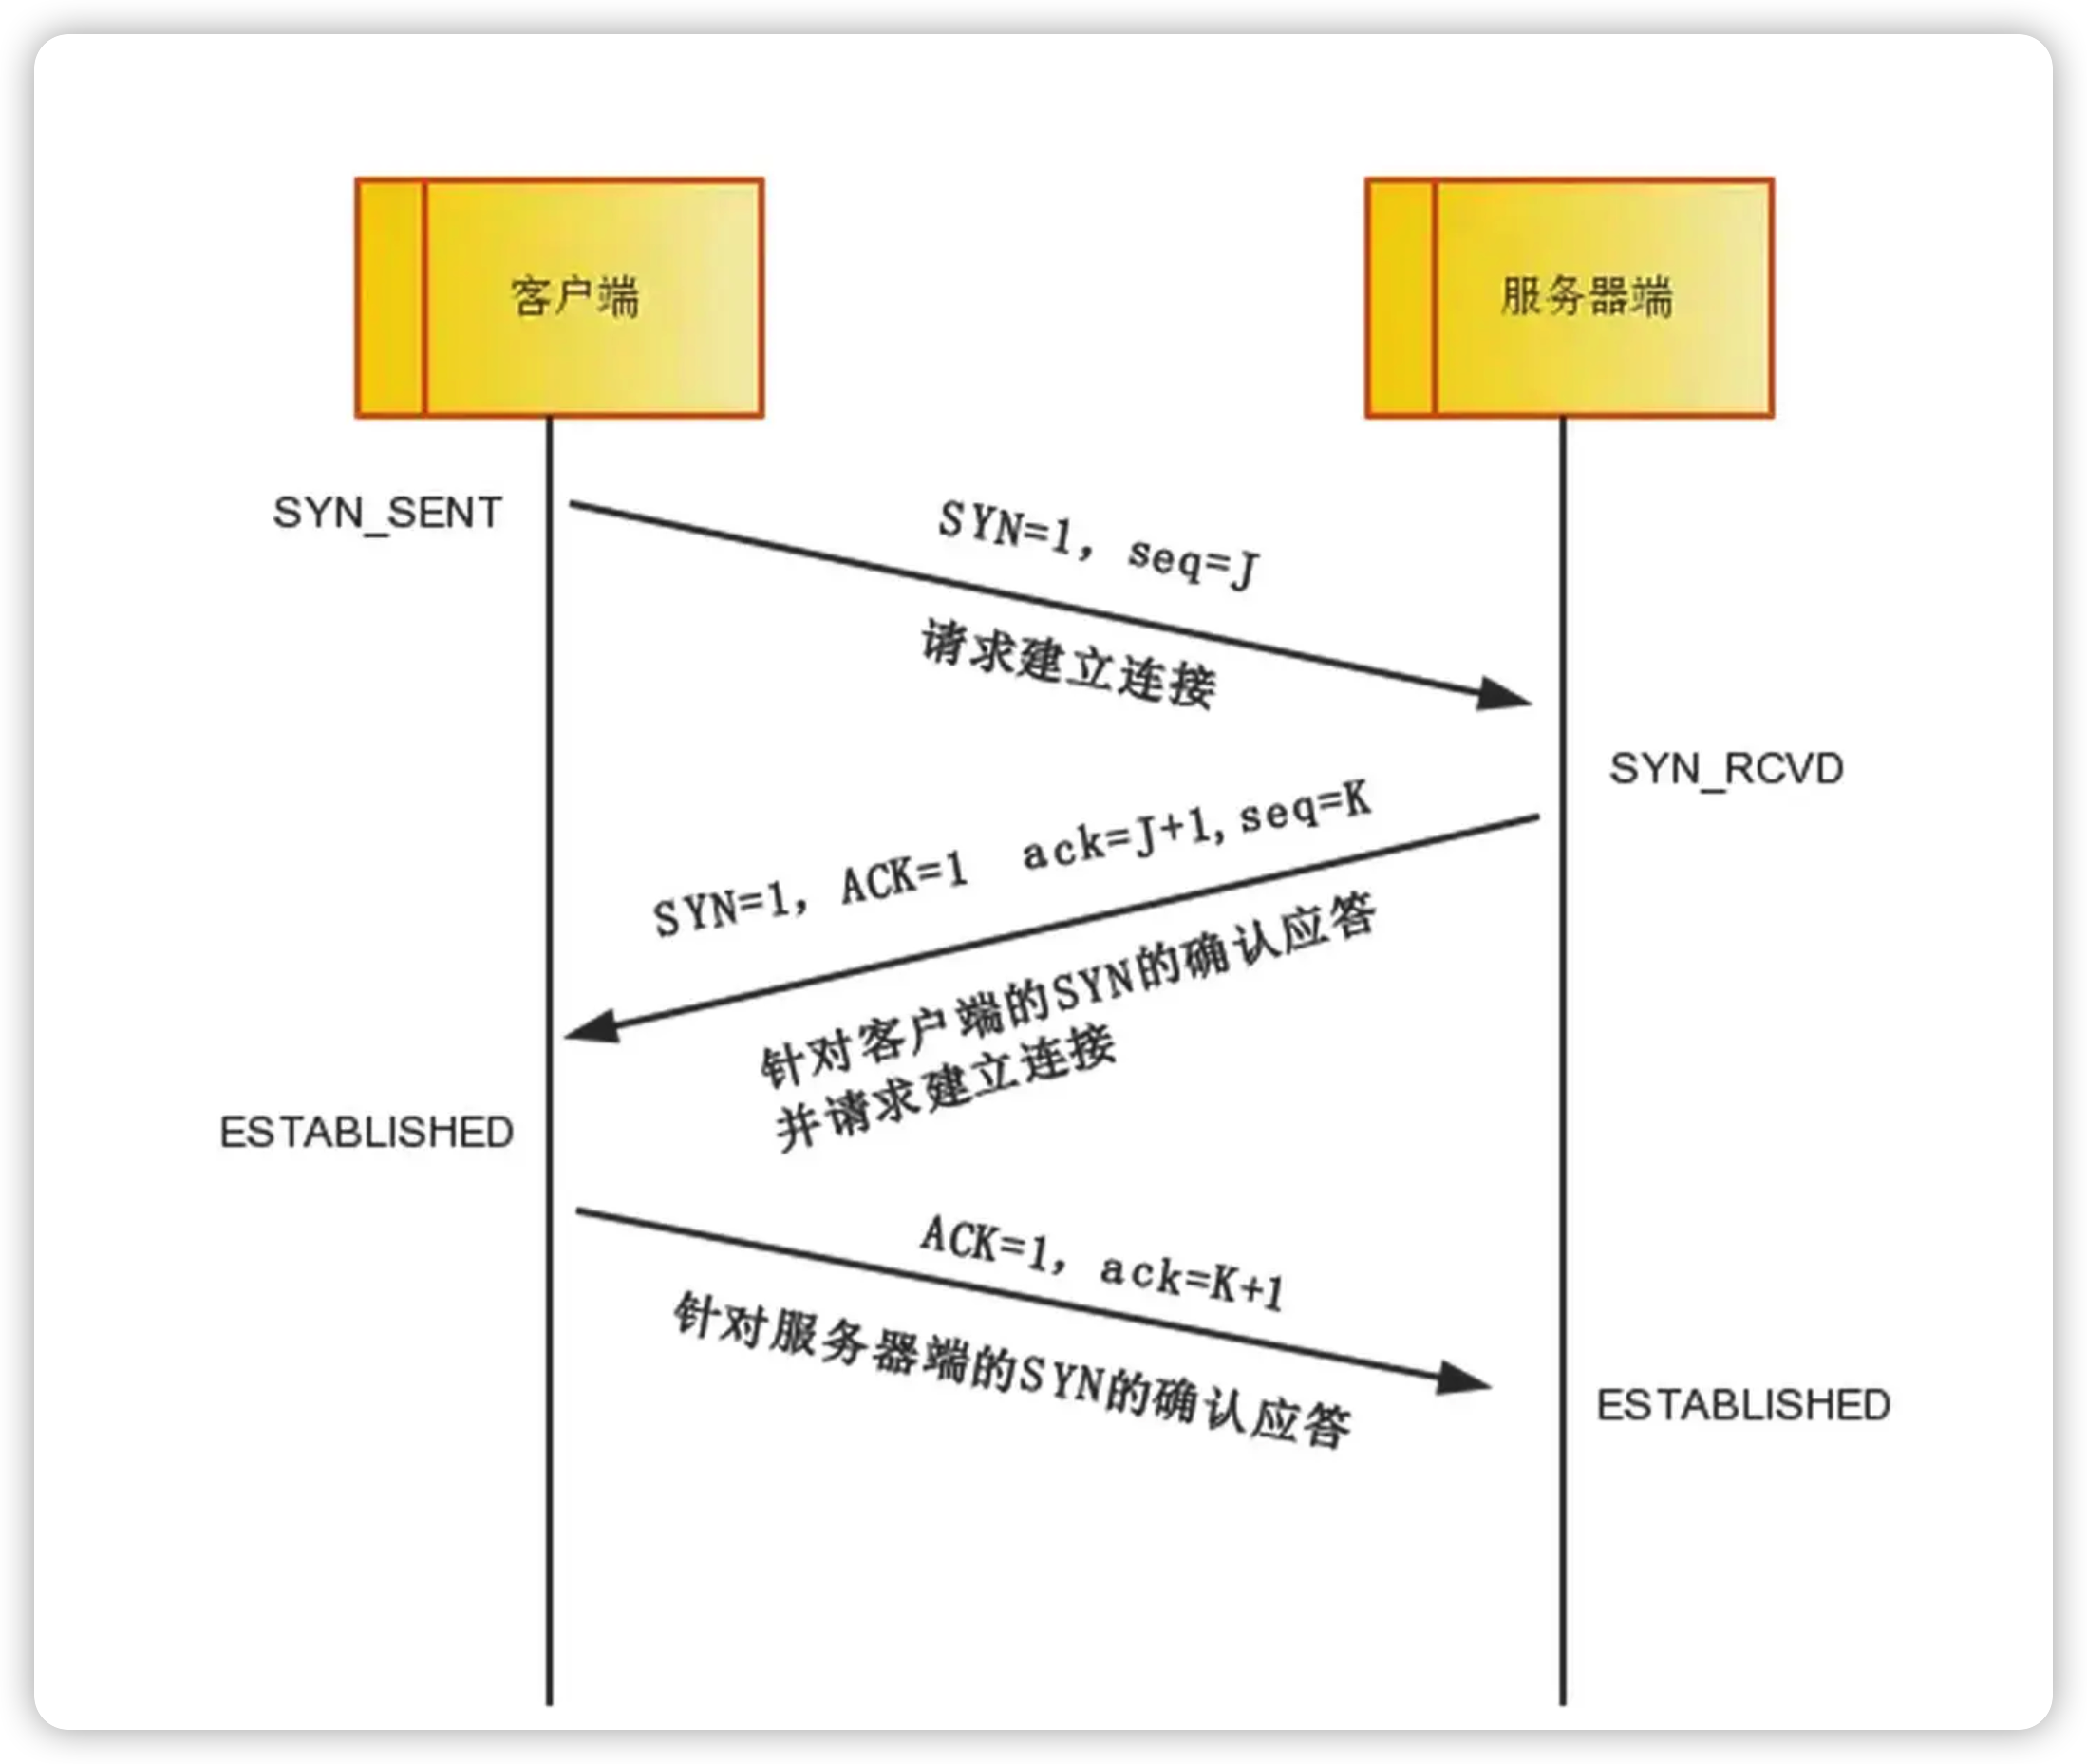 客户端
服务器端
SYN_SENT
SYN=1, seq=J
请求建立连接
SYN_RCVD
SYN=1, ACK=1 ack=J+1,seq=K
针对客户端的SYN的确认应答
并请求建立连接
ESTABLISHED
ACK=1, ack=K+1
针对服务器端的SYN的确认应答
ESTABLISHED